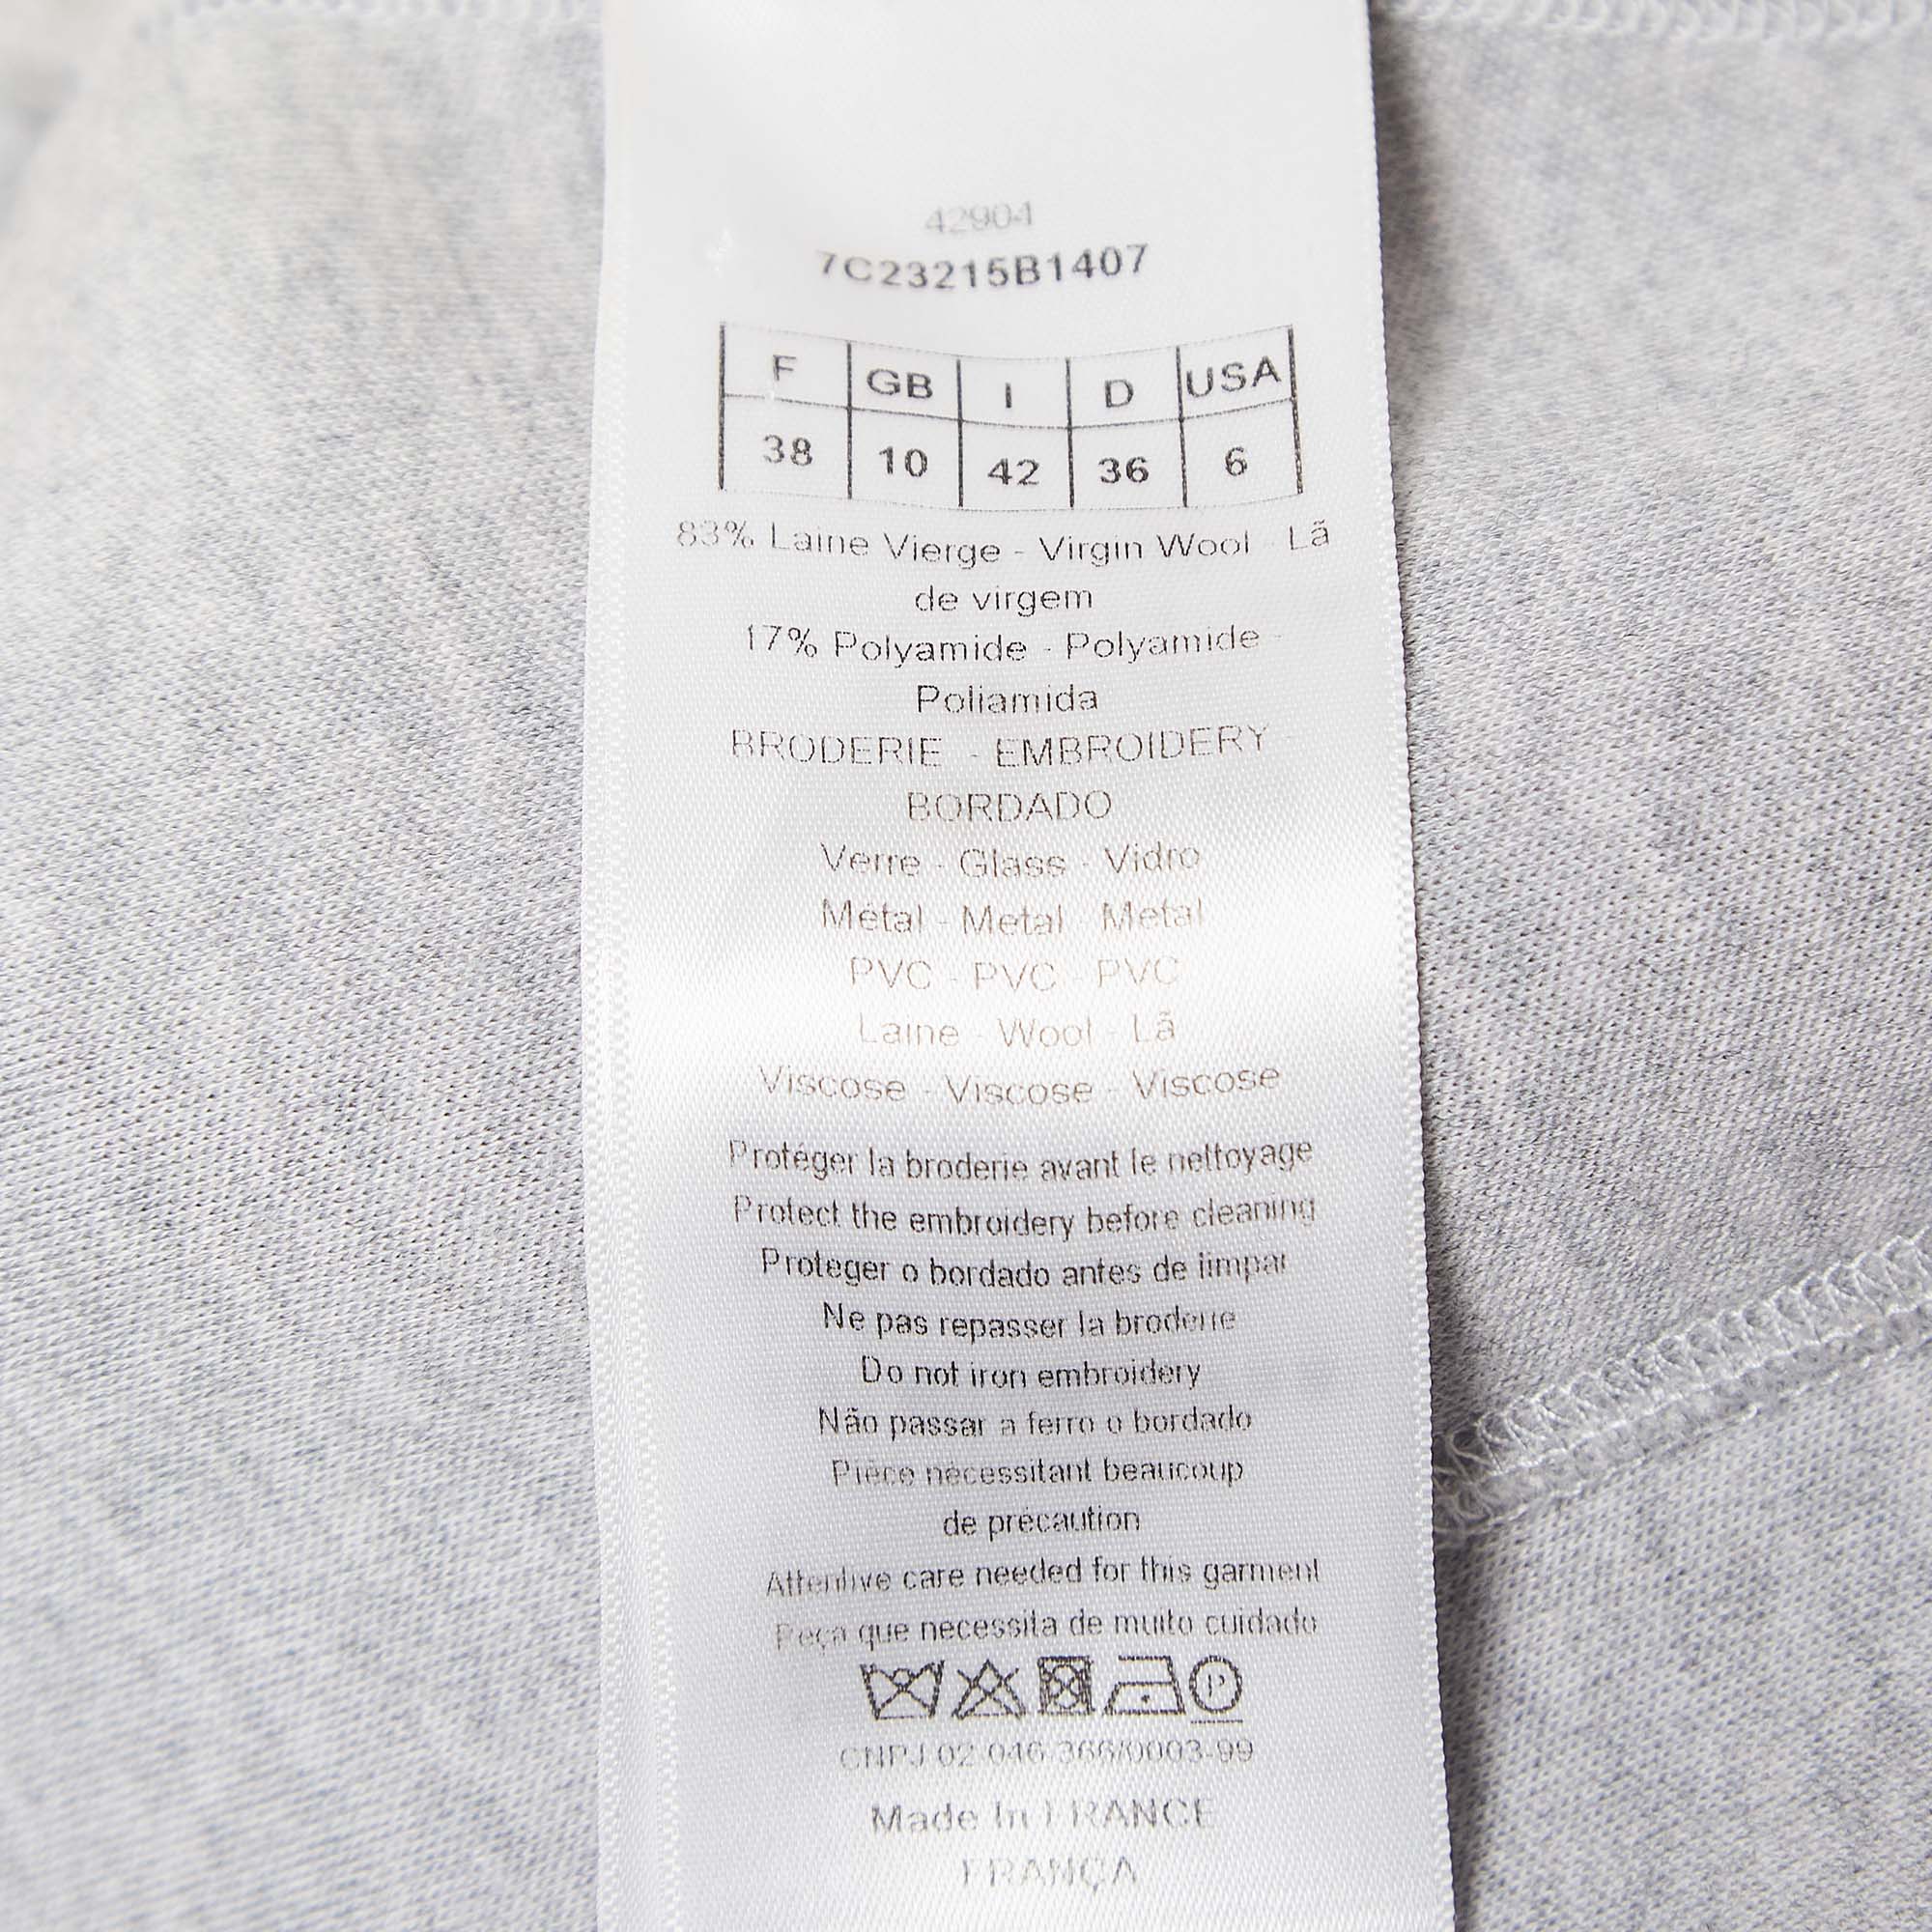 42904
7C23215B1407
F GB I D USA
38 10 42 36 6
83% Laine Vierge - Virgin Wool - Lã
de virgem
17% Polyamide - Polyamide -
Poliamida
BRODERIE - EMBROIDERY -
BORDADO
Verre - Glass - Vidro
Métal - Metal - Metal
PVC - PVC - PVC
Laine - Wool - Lã
Viscose - Viscose - Viscose
Protéger la broderie avant le nettoyage
Protect the embroidery before cleaning
Proteger o bordado antes de limpar
Ne pas repasser la broderie
Do not iron embroidery
Não passar a ferro o bordado
Pièce nécessitant beaucoup
de précaution
Attentive care needed for this garment
Peça que necessita de muito cuidado
P
CNPJ 02.046.366/0003-99
Made In FRANCE
FRANÇA